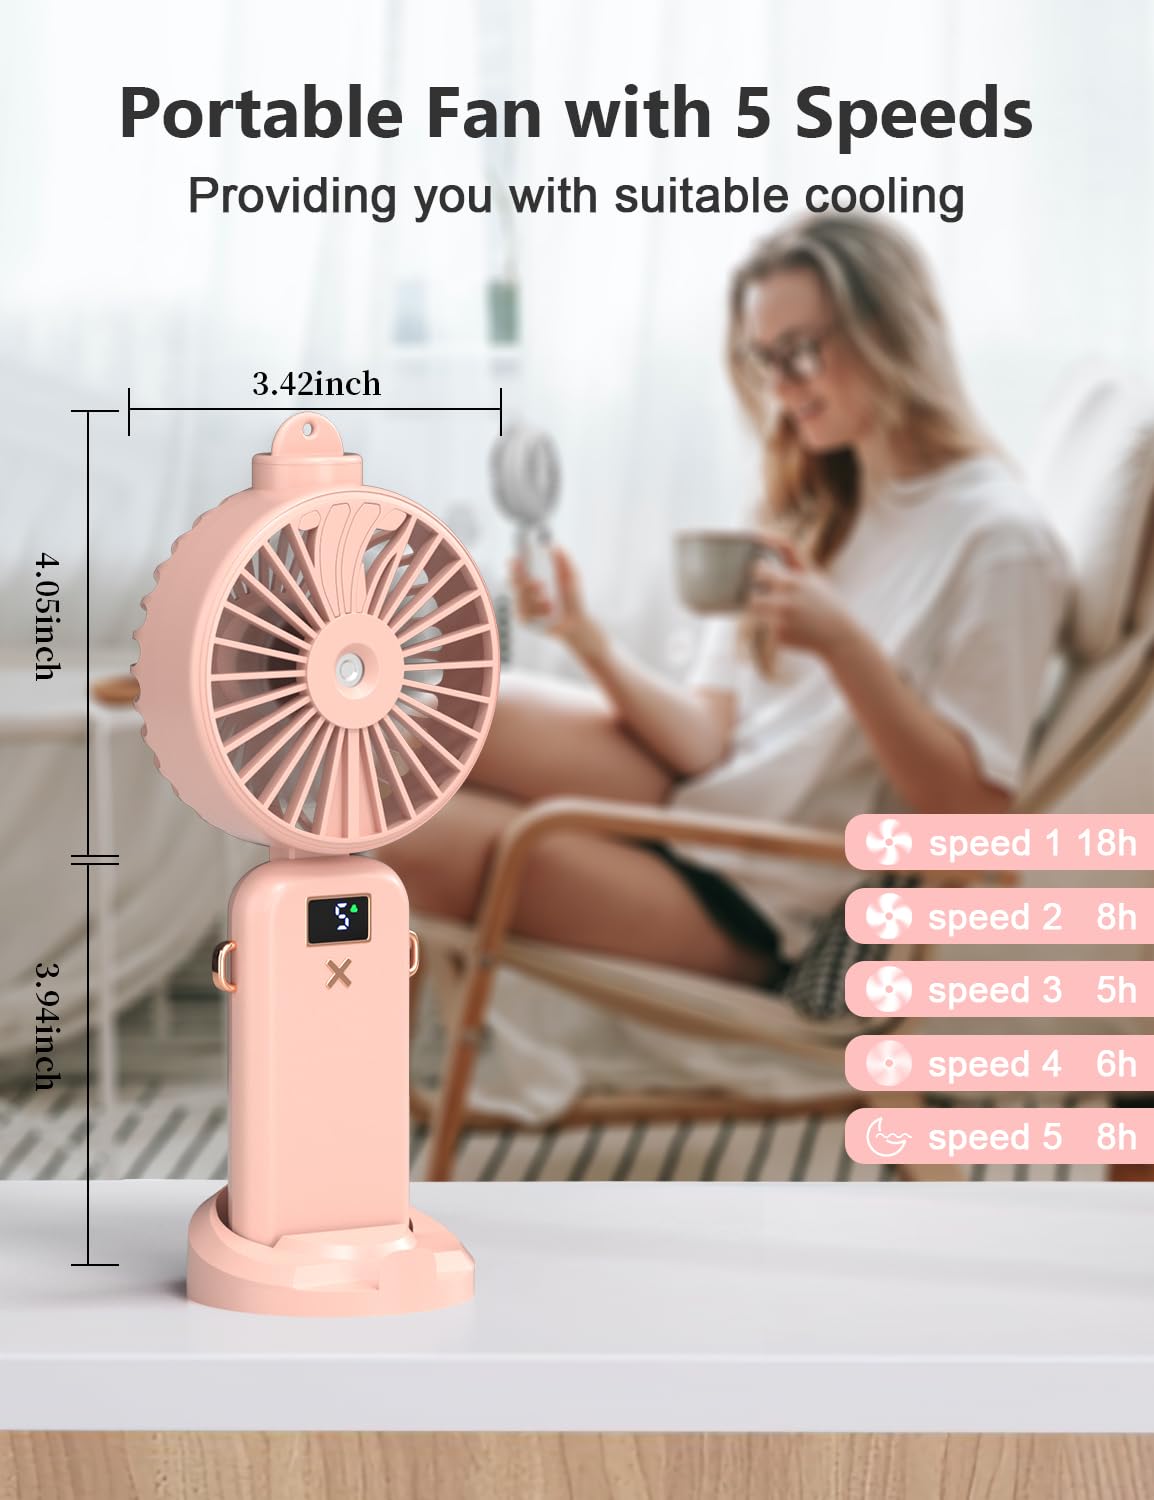 Portable Fan with 5 Speeds
Providing you with suitable cooling
3.42inch
4.05inch
5
3.94inch
speed 1 18h
speed 2 8h
speed 3 5h
speed 4 6h
speed 5 8h